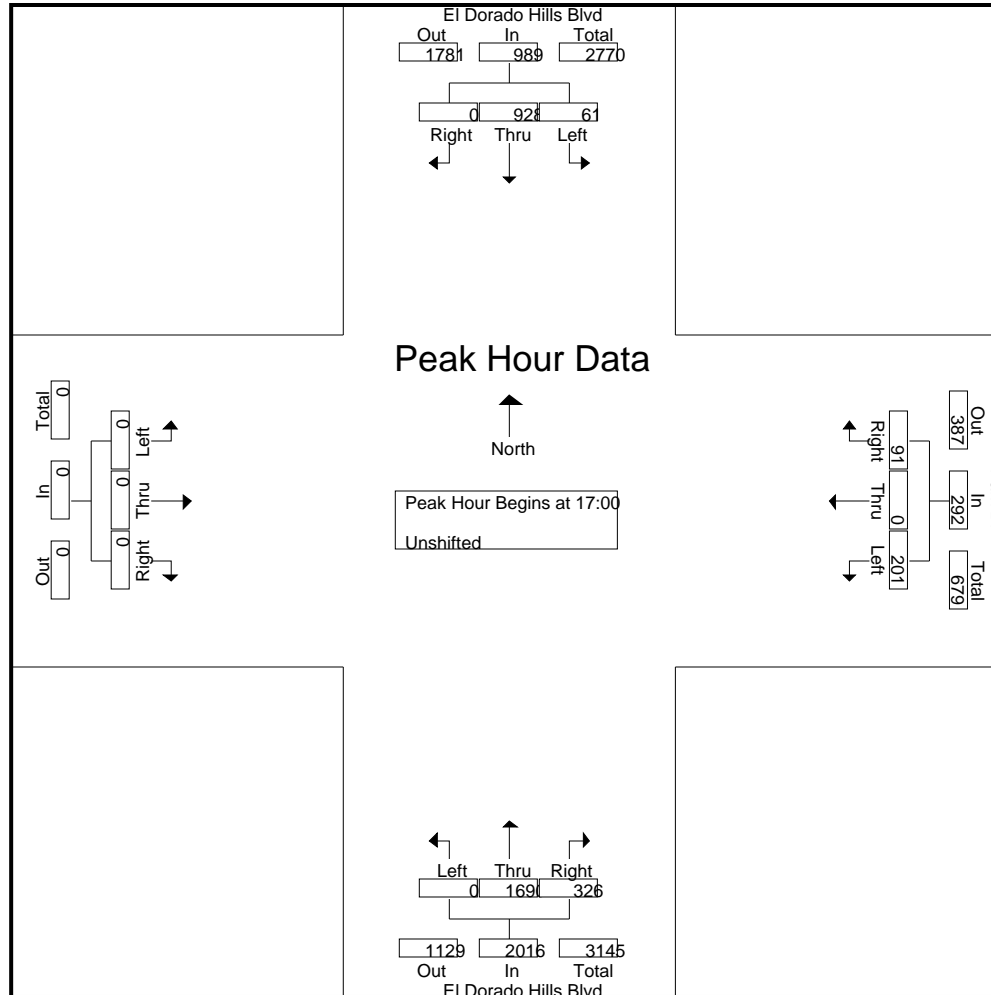 El Dorado Hills Blvd
Out In Total
1781 989 2770
0 928 61
Right Thru Left
Peak Hour Data
North
Peak Hour Begins at 17:00
Unshifted
Total In Out
0 0 0
0 0 0
Left Thru Right
Out In Total
387 292 679
91 0 201
Right Thru Left
Left Thru Right
0 1690 326
1129 2016 3145
Out In Total
El Dorado Hills Blvd